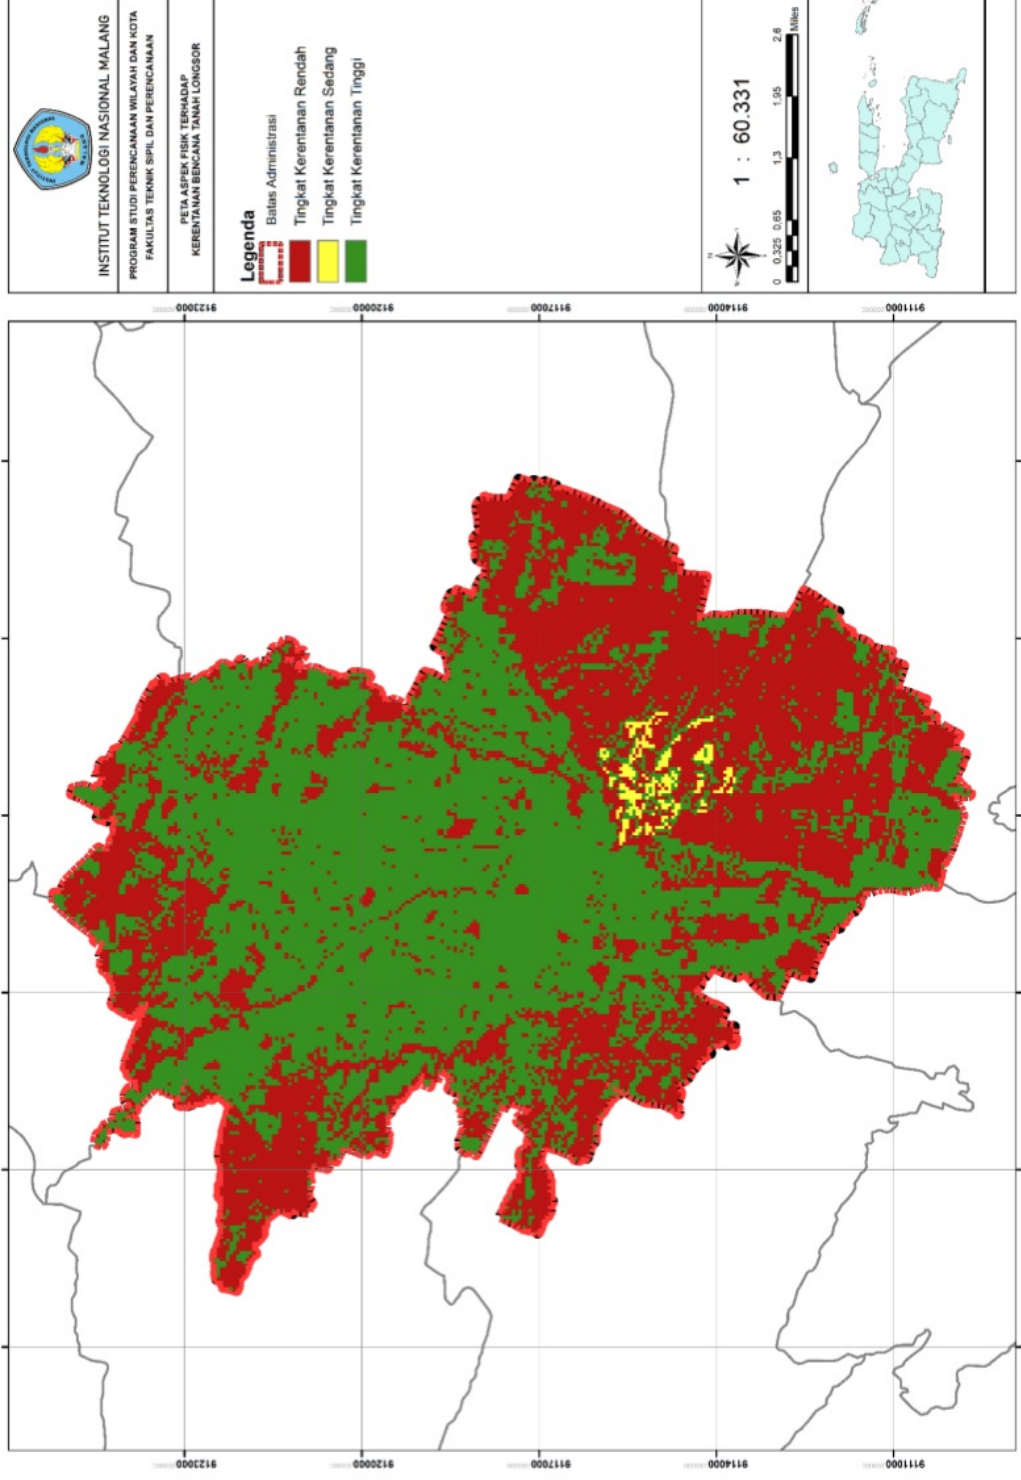 INSTITUT TEKNOLOGI NASIONAL MALANG
PROGRAM STUDI PERENCANAAN WILAYAH DAN KOTA
FAKULTAS TEKNIK SIPIL DAN PERENCANAAN
PETA ASPEK FISIK TERHADAP
KERENTANAN BENCANA TANAH LONGSOR
Legenda
Batas Administrasi
Tingkat Kerentanan Rendah
Tingkat Kerentanan Sedang
Tingkat Kerentanan Tinggi
1 : 60.331
0 0,325 0,65 1,3 1,95 2,6
Miles
9123000
9120000
9117000
9114000
9111000
9123000
9120000
9117000
9114000
9111000